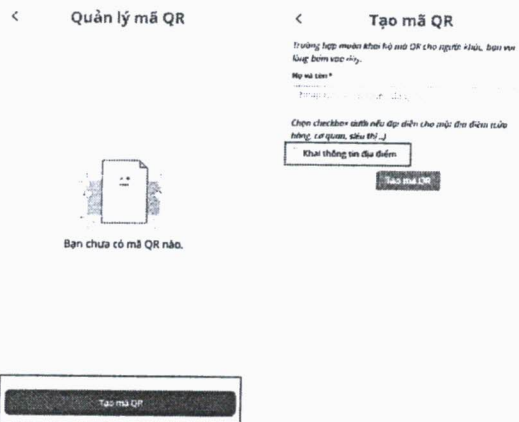 Quản lý mã QR
Bạn chưa có mã QR nào.
Tạo mã QR
Tạo mã QR
Trường hợp muốn khai hộ mã QR cho người khác, bạn vui
lòng bấm vào đây.
Họ và tên*
Chọn checkbox dưới nếu đại diện cho một địa điểm (cửa
hàng, cơ quan, siêu thị ...)
Khai thông tin địa điểm
Tạo mã QR